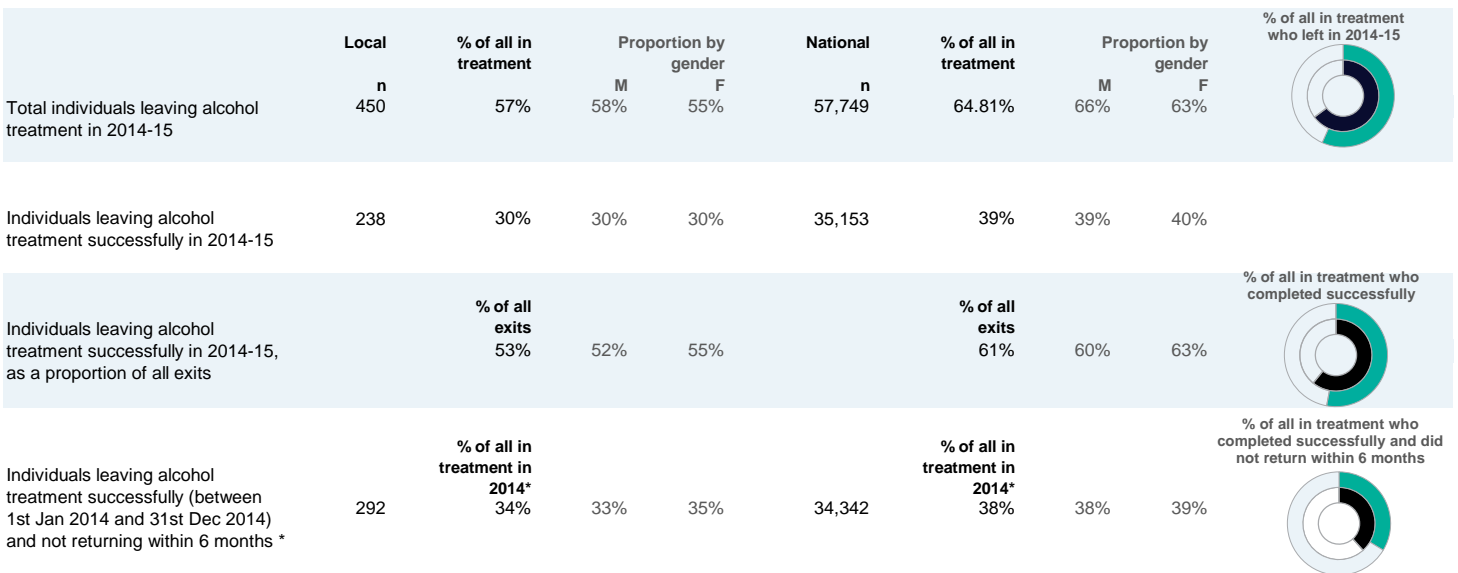 Local % of all in treatment Proportion by gender National % of all in treatment Proportion by gender % of all in treatment who left in 2014-15
n M F n M F
Total individuals leaving alcohol 450 57% 58% 55% 57,749 64.81% 66% 63%
treatment in 2014-15
Individuals leaving alcohol 238 30% 30% 30% 35,153 39% 39% 40%
treatment successfully in 2014-15
% of all exits % of all exits % of all in treatment who completed successfully
Individuals leaving alcohol
treatment successfully in 2014-15, 53% 52% 55% 61% 60% 63%
as a proportion of all exits
% of all in treatment in 2014* % of all in treatment in 2014* % of all in treatment who completed successfully and did not return within 6 months
Individuals leaving alcohol
treatment successfully (between
1st Jan 2014 and 31st Dec 2014) 292 34% 33% 35% 34,342 38% 38% 39%
and not returning within 6 months *